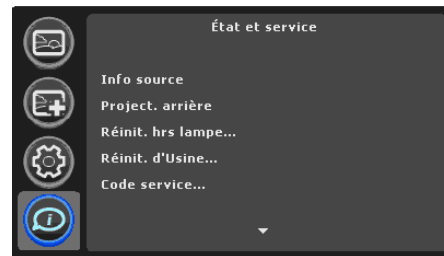 État et service
Info source
Project. arrière
Réinit. hrs lampe...
Réinit. d'Usine...
Code service...